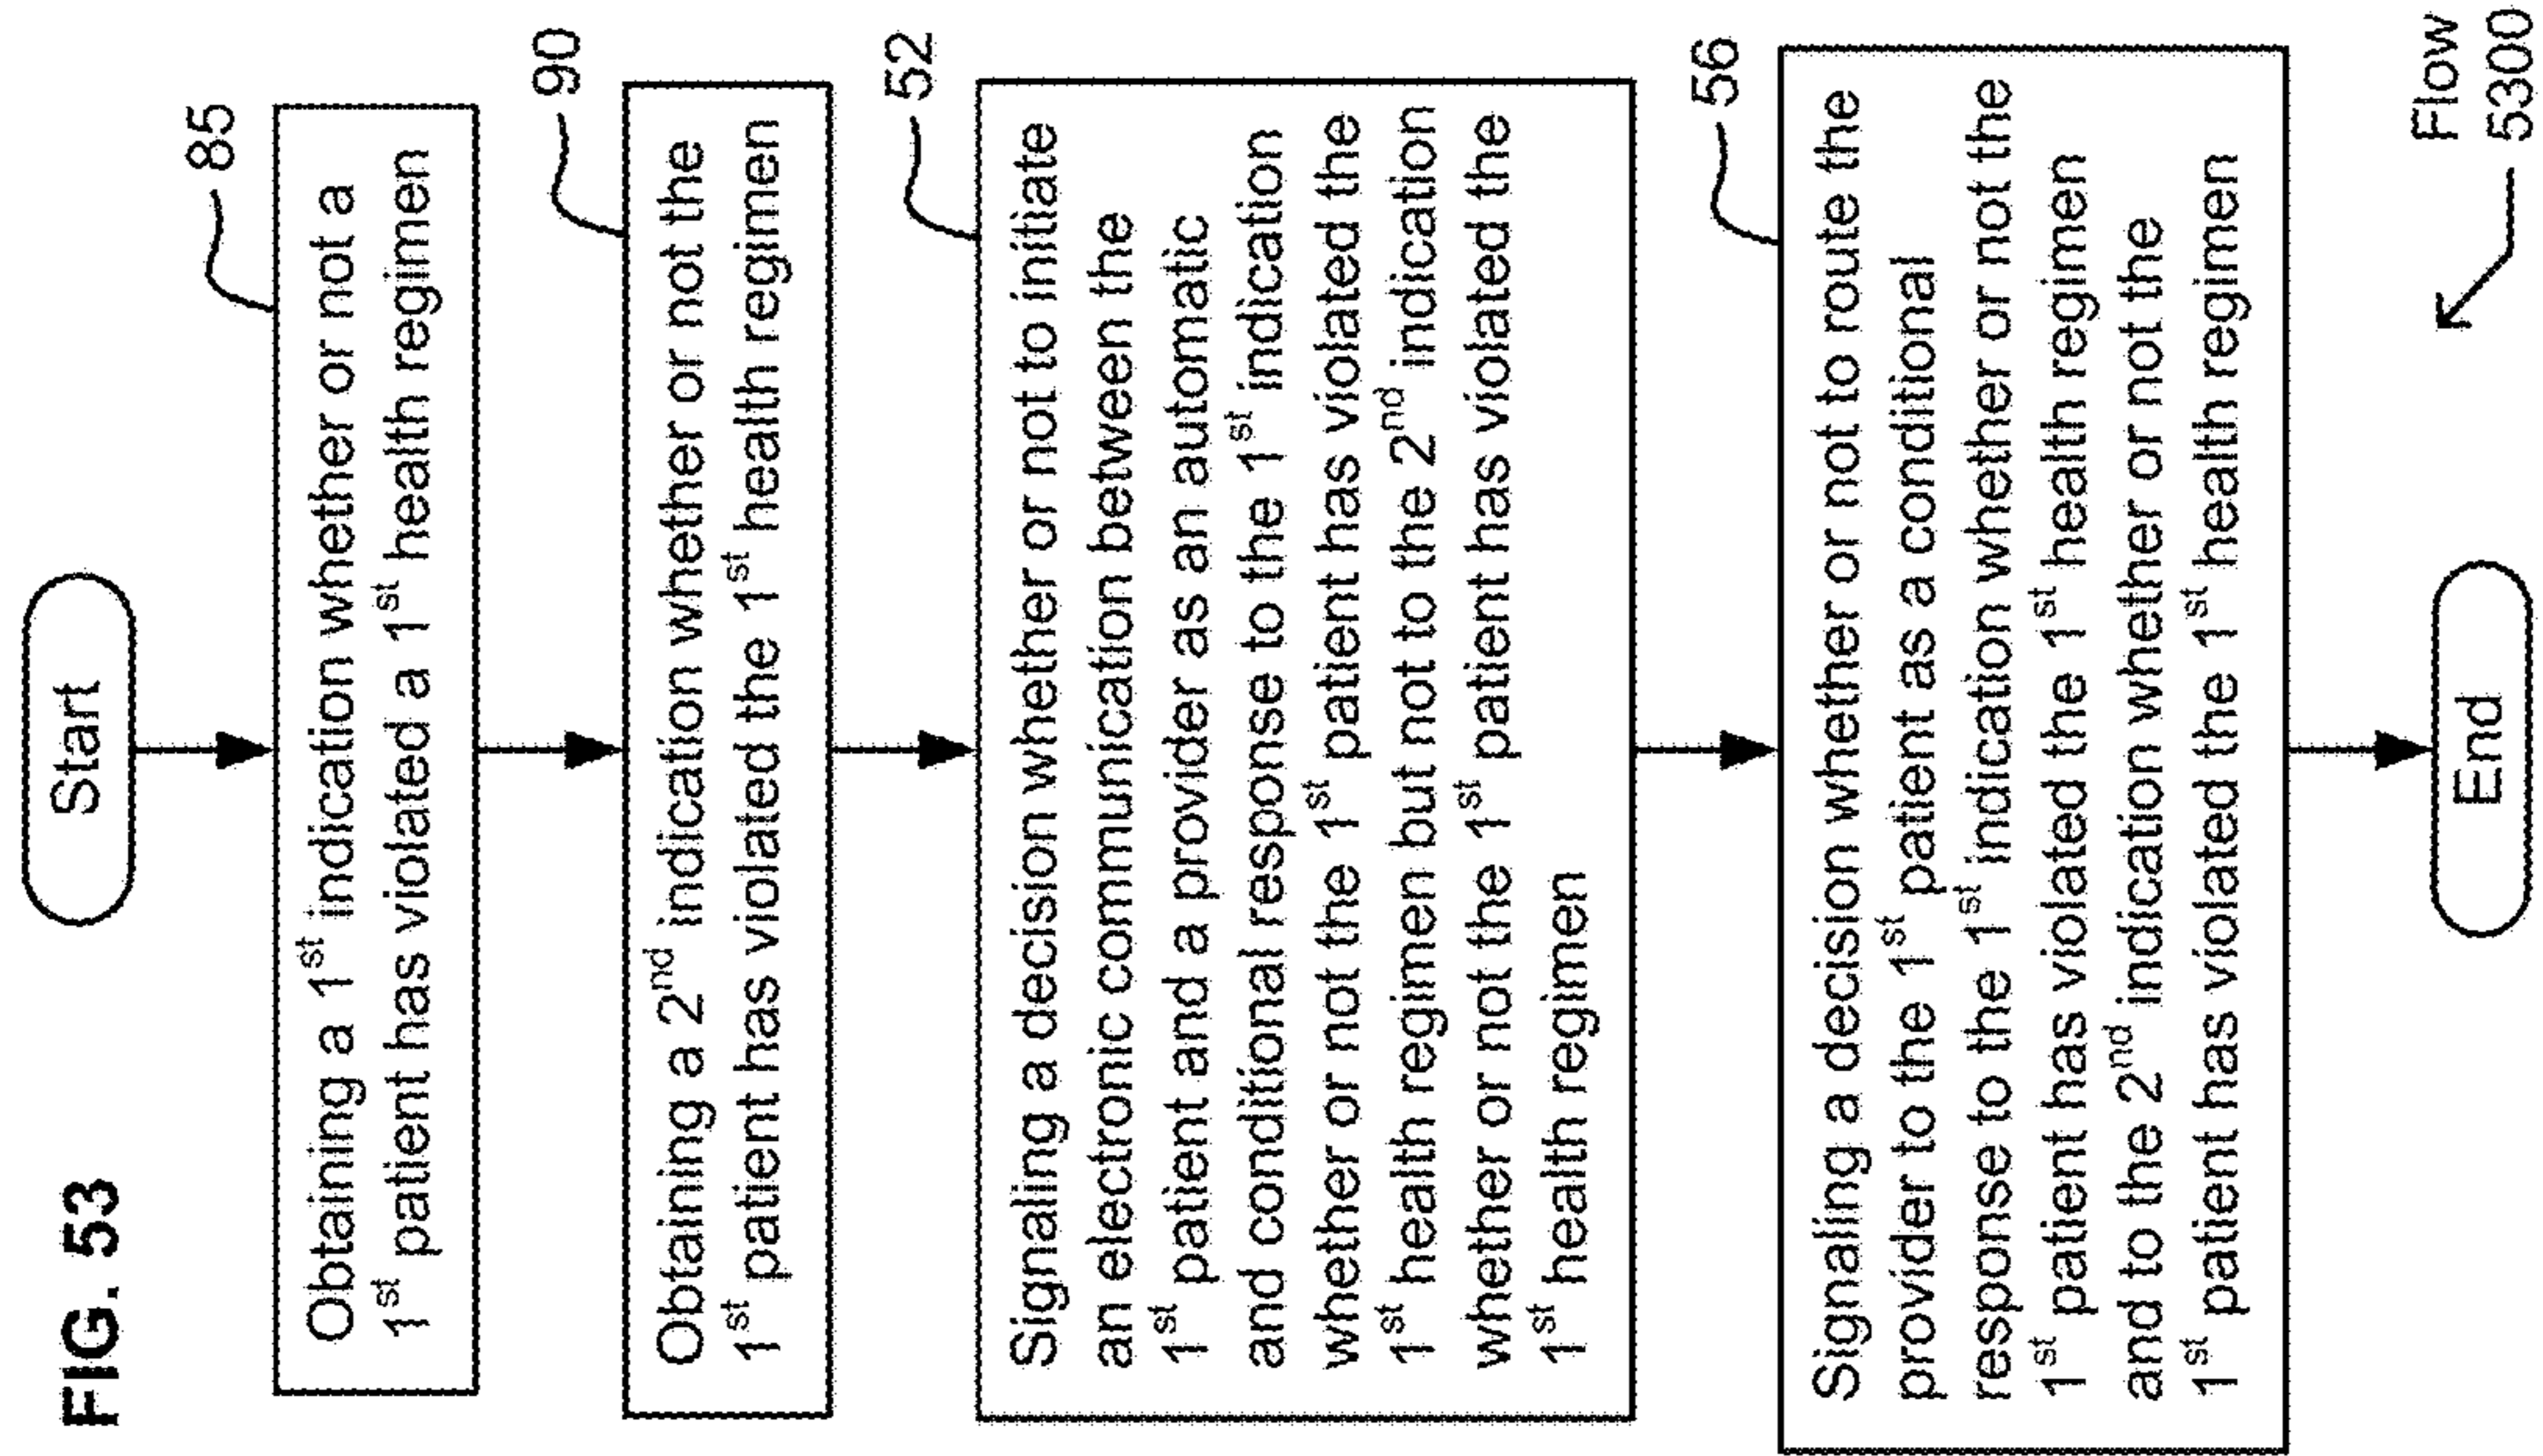 FIG. 53
Start
85
Obtaining a 1st indication whether or not a
1st patient has violated a 1st health regimen
90
Obtaining a 2nd indication whether or not the
1st patient has violated the 1st health regimen
52
Signaling a decision whether or not to initiate
an electronic communication between the
1st patient and a provider as an automatic
and conditional response to the 1st indication
whether or not the 1st patient has violated the
1st health regimen but not to the 2nd indication
whether or not the 1st patient has violated the
1st health regimen
56
Signaling a decision whether or not to route the
provider to the 1st patient as a conditional
response to the 1st indication whether or not the
1st patient has violated the 1st health regimen
and to the 2nd indication whether or not the
1st patient has violated the 1st health regimen
End
Flow
5300